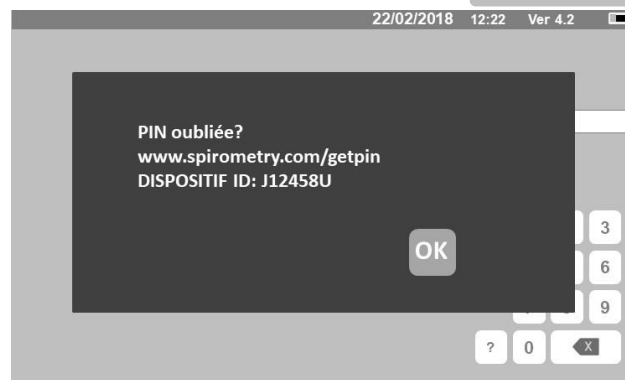 22/02/2018 12:22 Ver 4.2
PIN oubliée?
www.spirometry.com/getpin
DISPOSITIF ID: J12458U
OK
3
6
9
? 0 X